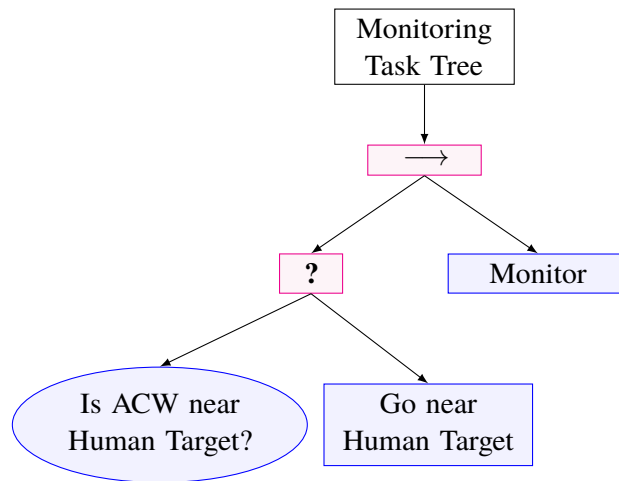 Monitoring
Task Tree
⟶
?
Monitor
Is ACW near
Human Target?
Go near
Human Target